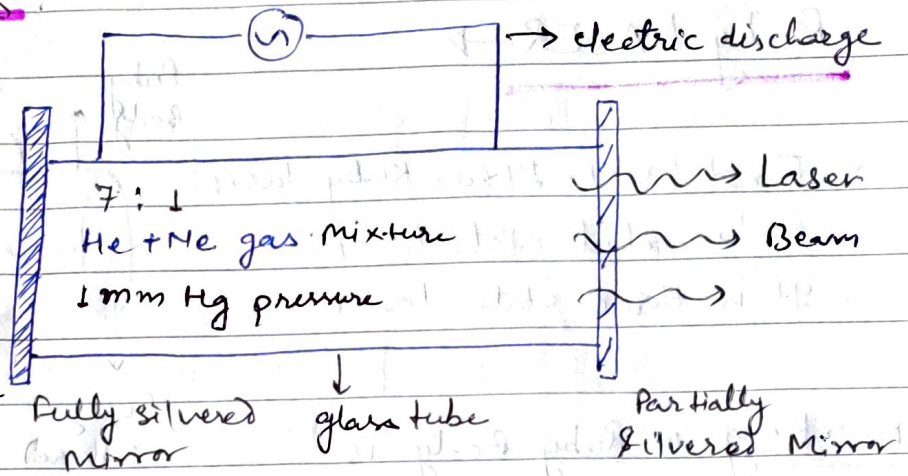 → electric discharge
7 : 1
He + Ne gas Mixture
1 mm Hg pressure
→ Laser
→ Beam
Fully silvered
Mirror
glass tube
Partially
Silvered Mirror